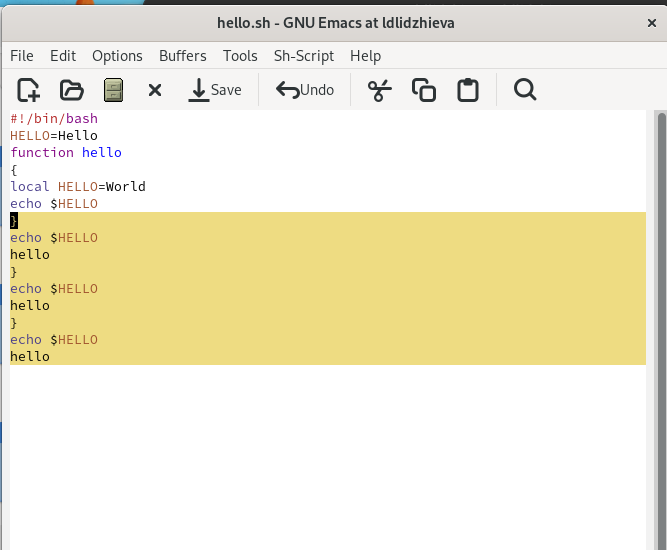 hello.sh - GNU Emacs at ldlidzhieva
File Edit Options Buffers Tools Sh-Script Help
Save Undo
#!/bin/bash
HELLO=Hello
function hello
{
local HELLO=World
echo $HELLO
}
echo $HELLO
hello
}
echo $HELLO
hello
}
echo $HELLO
hello